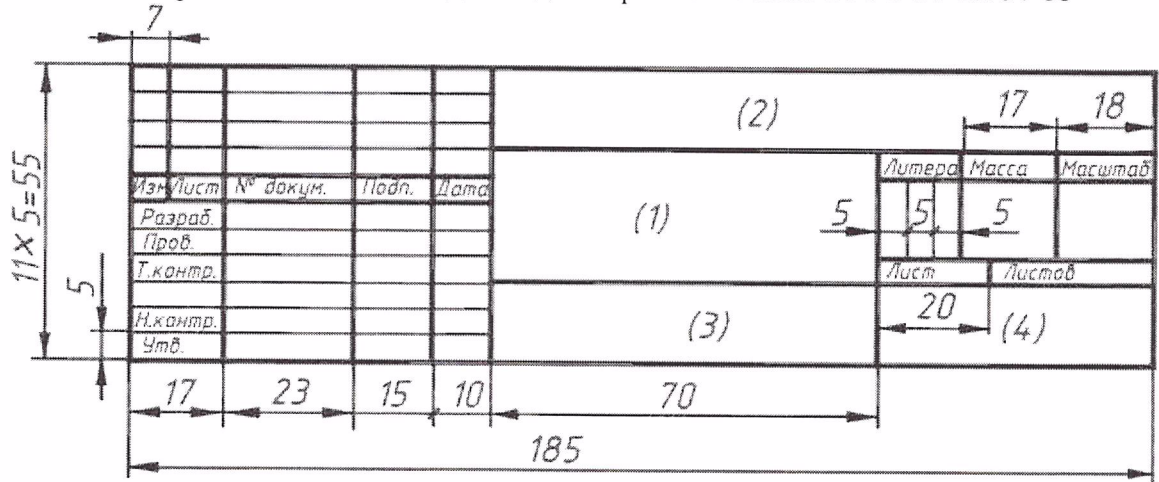 7
(2)
17
18
Литера
Масса
Масштаб
Изм
Лист
№ докум.
Подп.
Дата
11×5=55
(1)
5
5
5
Разраб.
Пров.
Т.контр.
Лист
Листов
5
Н.контр.
(3)
20
(4)
Утв.
17
23
15
10
70
185